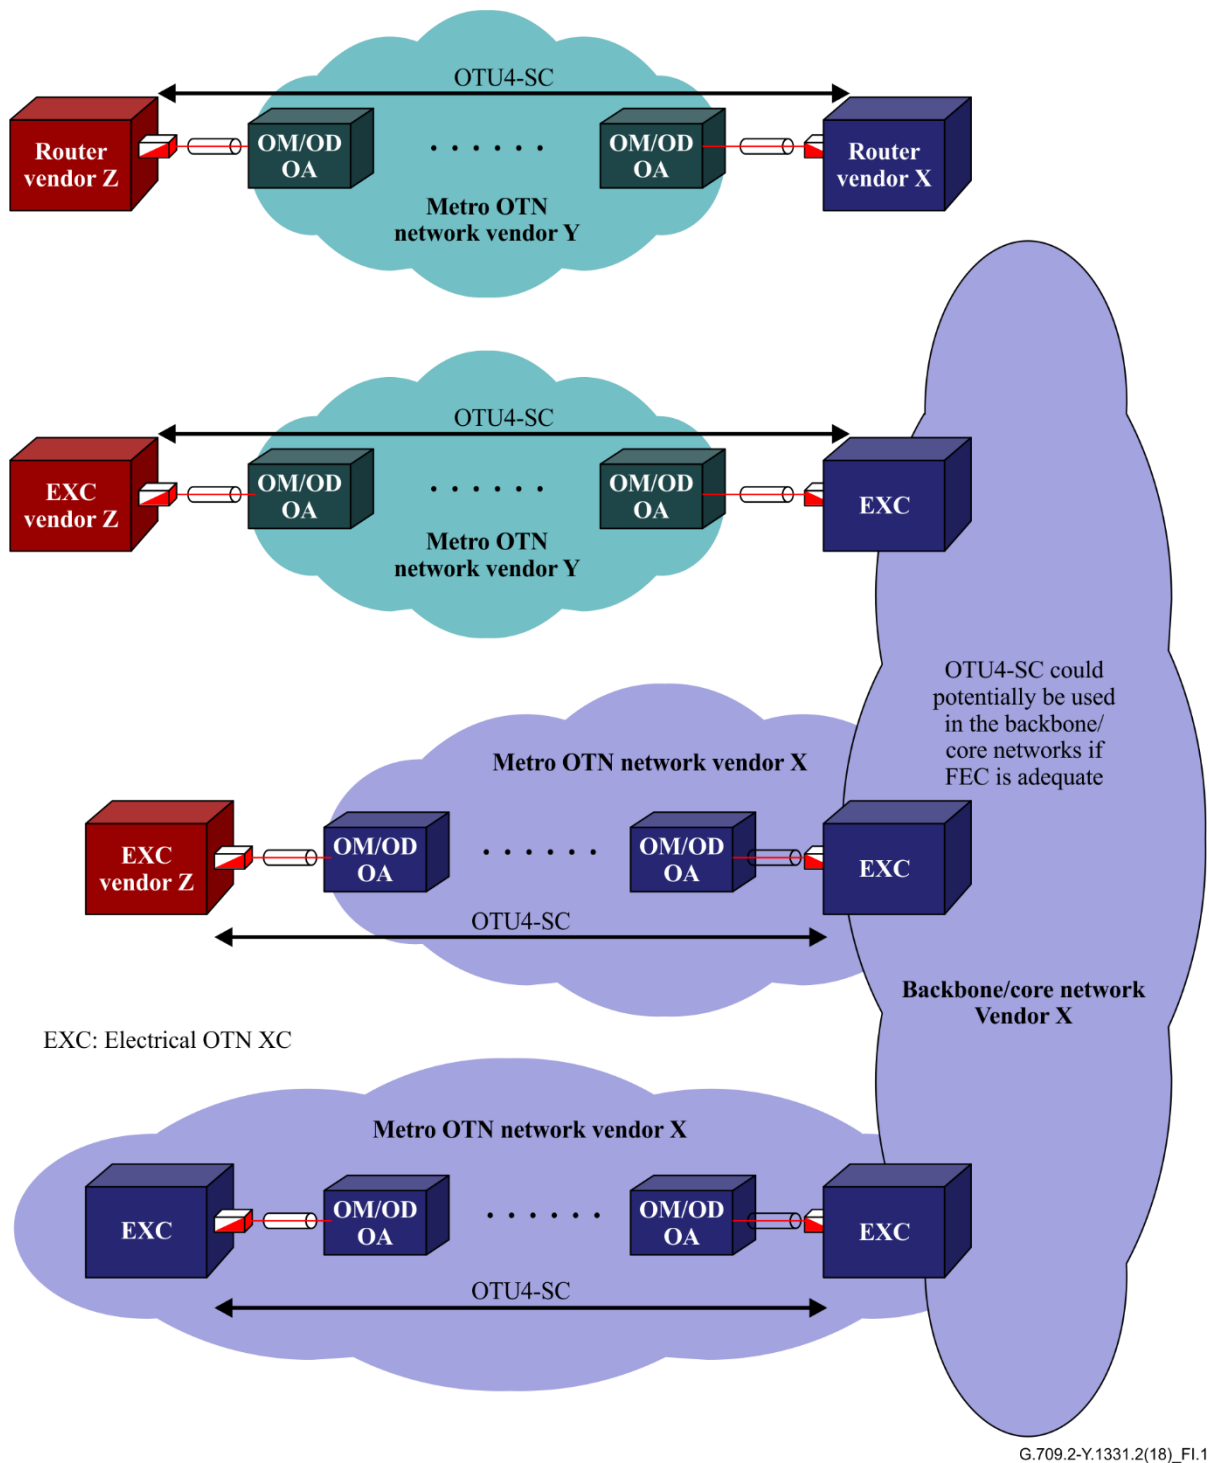 OTU4-SC
Router
vendor Z
OM/OD
OA
. . . . . .
OM/OD
OA
Router
vendor X
Metro OTN
network vendor Y
OTU4-SC
EXC
vendor Z
OM/OD
OA
. . . . . .
OM/OD
OA
EXC
Metro OTN
network vendor Y
OTU4-SC could
potentially be used
in the backbone/
core networks if
FEC is adequate
Metro OTN network vendor X
EXC
vendor Z
OM/OD
OA
. . . . . .
OM/OD
OA
EXC
OTU4-SC
Backbone/core network
Vendor X
EXC: Electrical OTN XC
Metro OTN network vendor X
EXC
OM/OD
OA
. . . . . .
OM/OD
OA
EXC
OTU4-SC
G.709.2-Y.1331.2(18)_FI.1